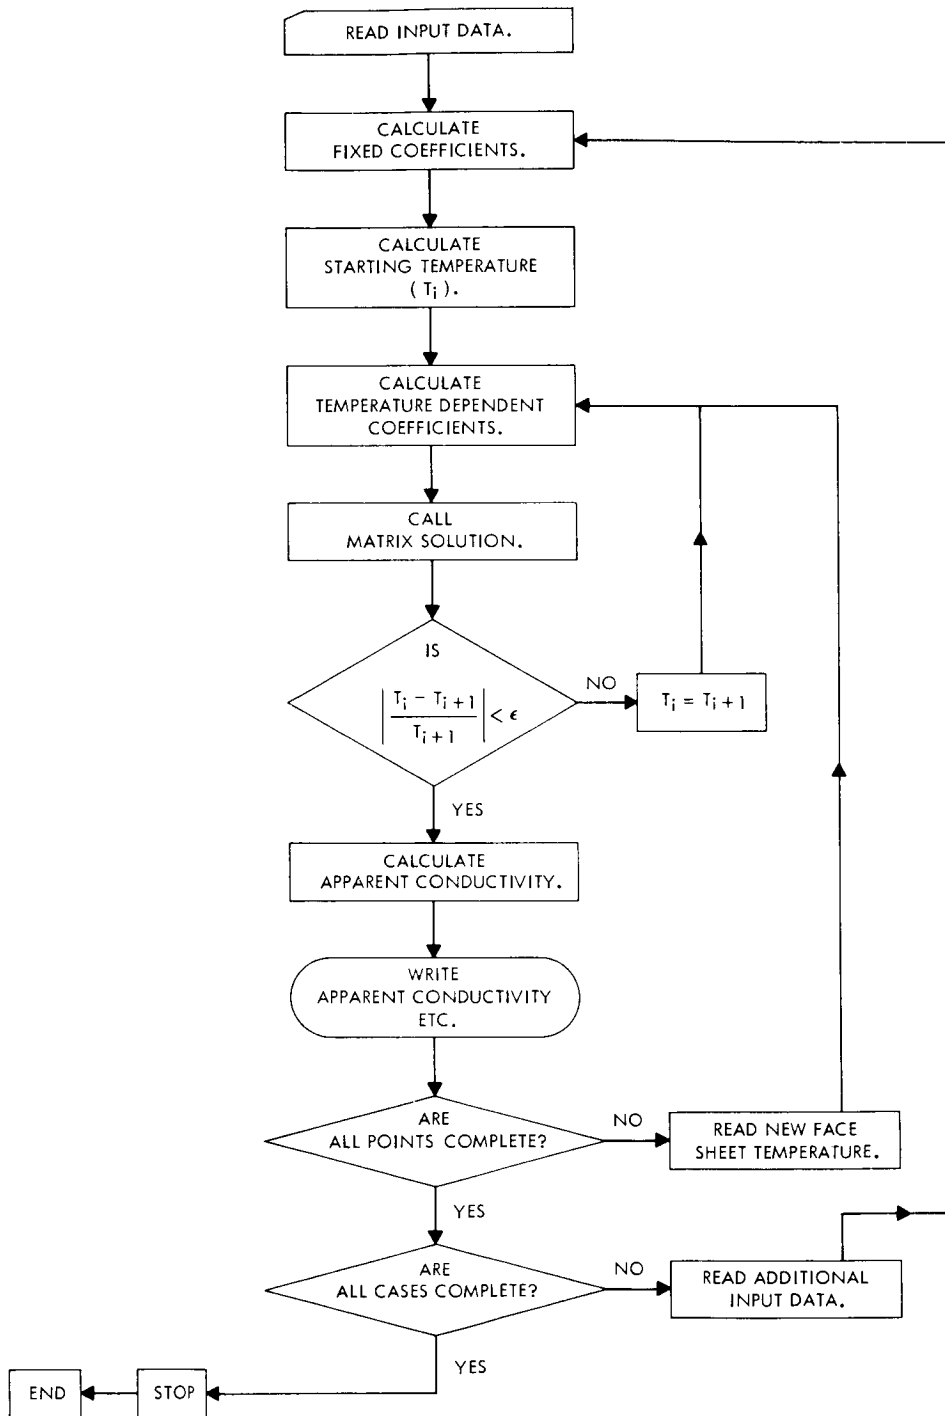 READ INPUT DATA.
CALCULATE
FIXED COEFFICIENTS.
CALCULATE
STARTING TEMPERATURE
( Tᵢ ).
CALCULATE
TEMPERATURE DEPENDENT
COEFFICIENTS.
CALL
MATRIX SOLUTION.
IS
| (Tᵢ − Tᵢ₊₁) / Tᵢ₊₁ | < ϵ
NO
Tᵢ = Tᵢ₊₁
YES
CALCULATE
APPARENT CONDUCTIVITY.
WRITE
APPARENT CONDUCTIVITY
ETC.
ARE
ALL POINTS COMPLETE?
NO
READ NEW FACE
SHEET TEMPERATURE.
YES
ARE
ALL CASES COMPLETE?
NO
READ ADDITIONAL
INPUT DATA.
YES
END
STOP